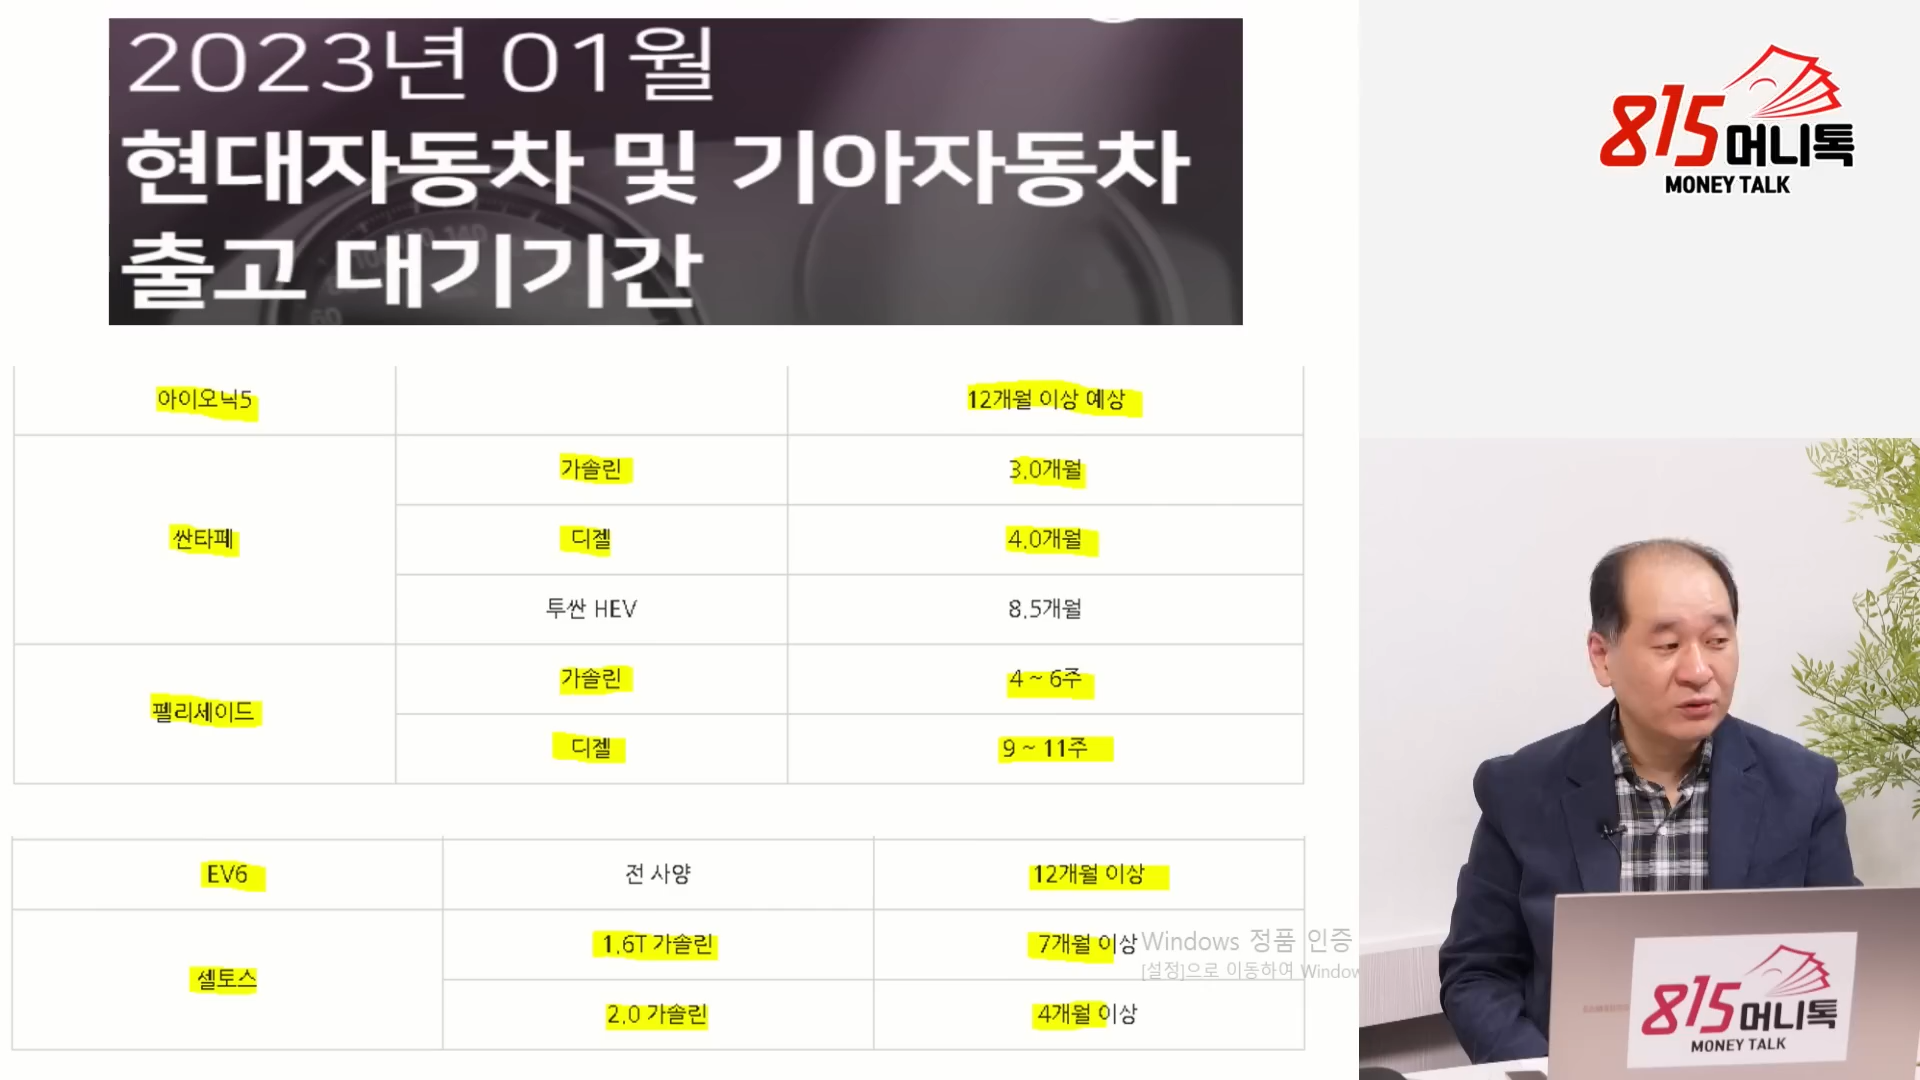 2023년 01월
현대자동차 및 기아자동차
출고 대기기간
아이오닉5 12개월 이상 예상
싼타페 가솔린 3.0개월
디젤 4.0개월
투싼 HEV 8.5개월
펠리세이드 가솔린 4 ~ 6주
디젤 9 ~ 11주
EV6 전 사양 12개월 이상
셀토스 1.6T 가솔린 7개월 이상
2.0 가솔린 4개월 이상
Windows 정품 인증
[설정]으로 이동하여 Window
815머니톡
MONEY TALK
815머니톡
MONEY TALK